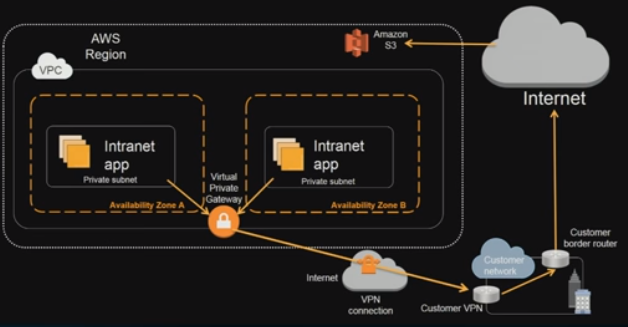 AWS
Region
Amazon
S3
VPC
Internet
Intranet
app
Private subnet
Availability Zone A
Virtual
Private
Gateway
Intranet
app
Private subnet
Availability Zone B
Customer
border router
Customer
network
Internet
VPN
connection
Customer VPN